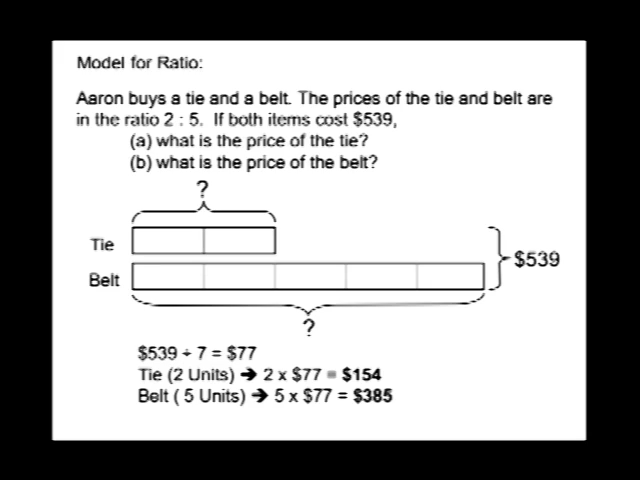 Model for Ratio:
Aaron buys a tie and a belt. The prices of the tie and belt are
in the ratio 2 : 5. If both items cost $539,
(a) what is the price of the tie?
(b) what is the price of the belt?
?
Tie
Belt
$539
?
$539 ÷ 7 = $77
Tie (2 Units) ➔ 2 x $77 = $154
Belt ( 5 Units) ➔ 5 x $77 = $385